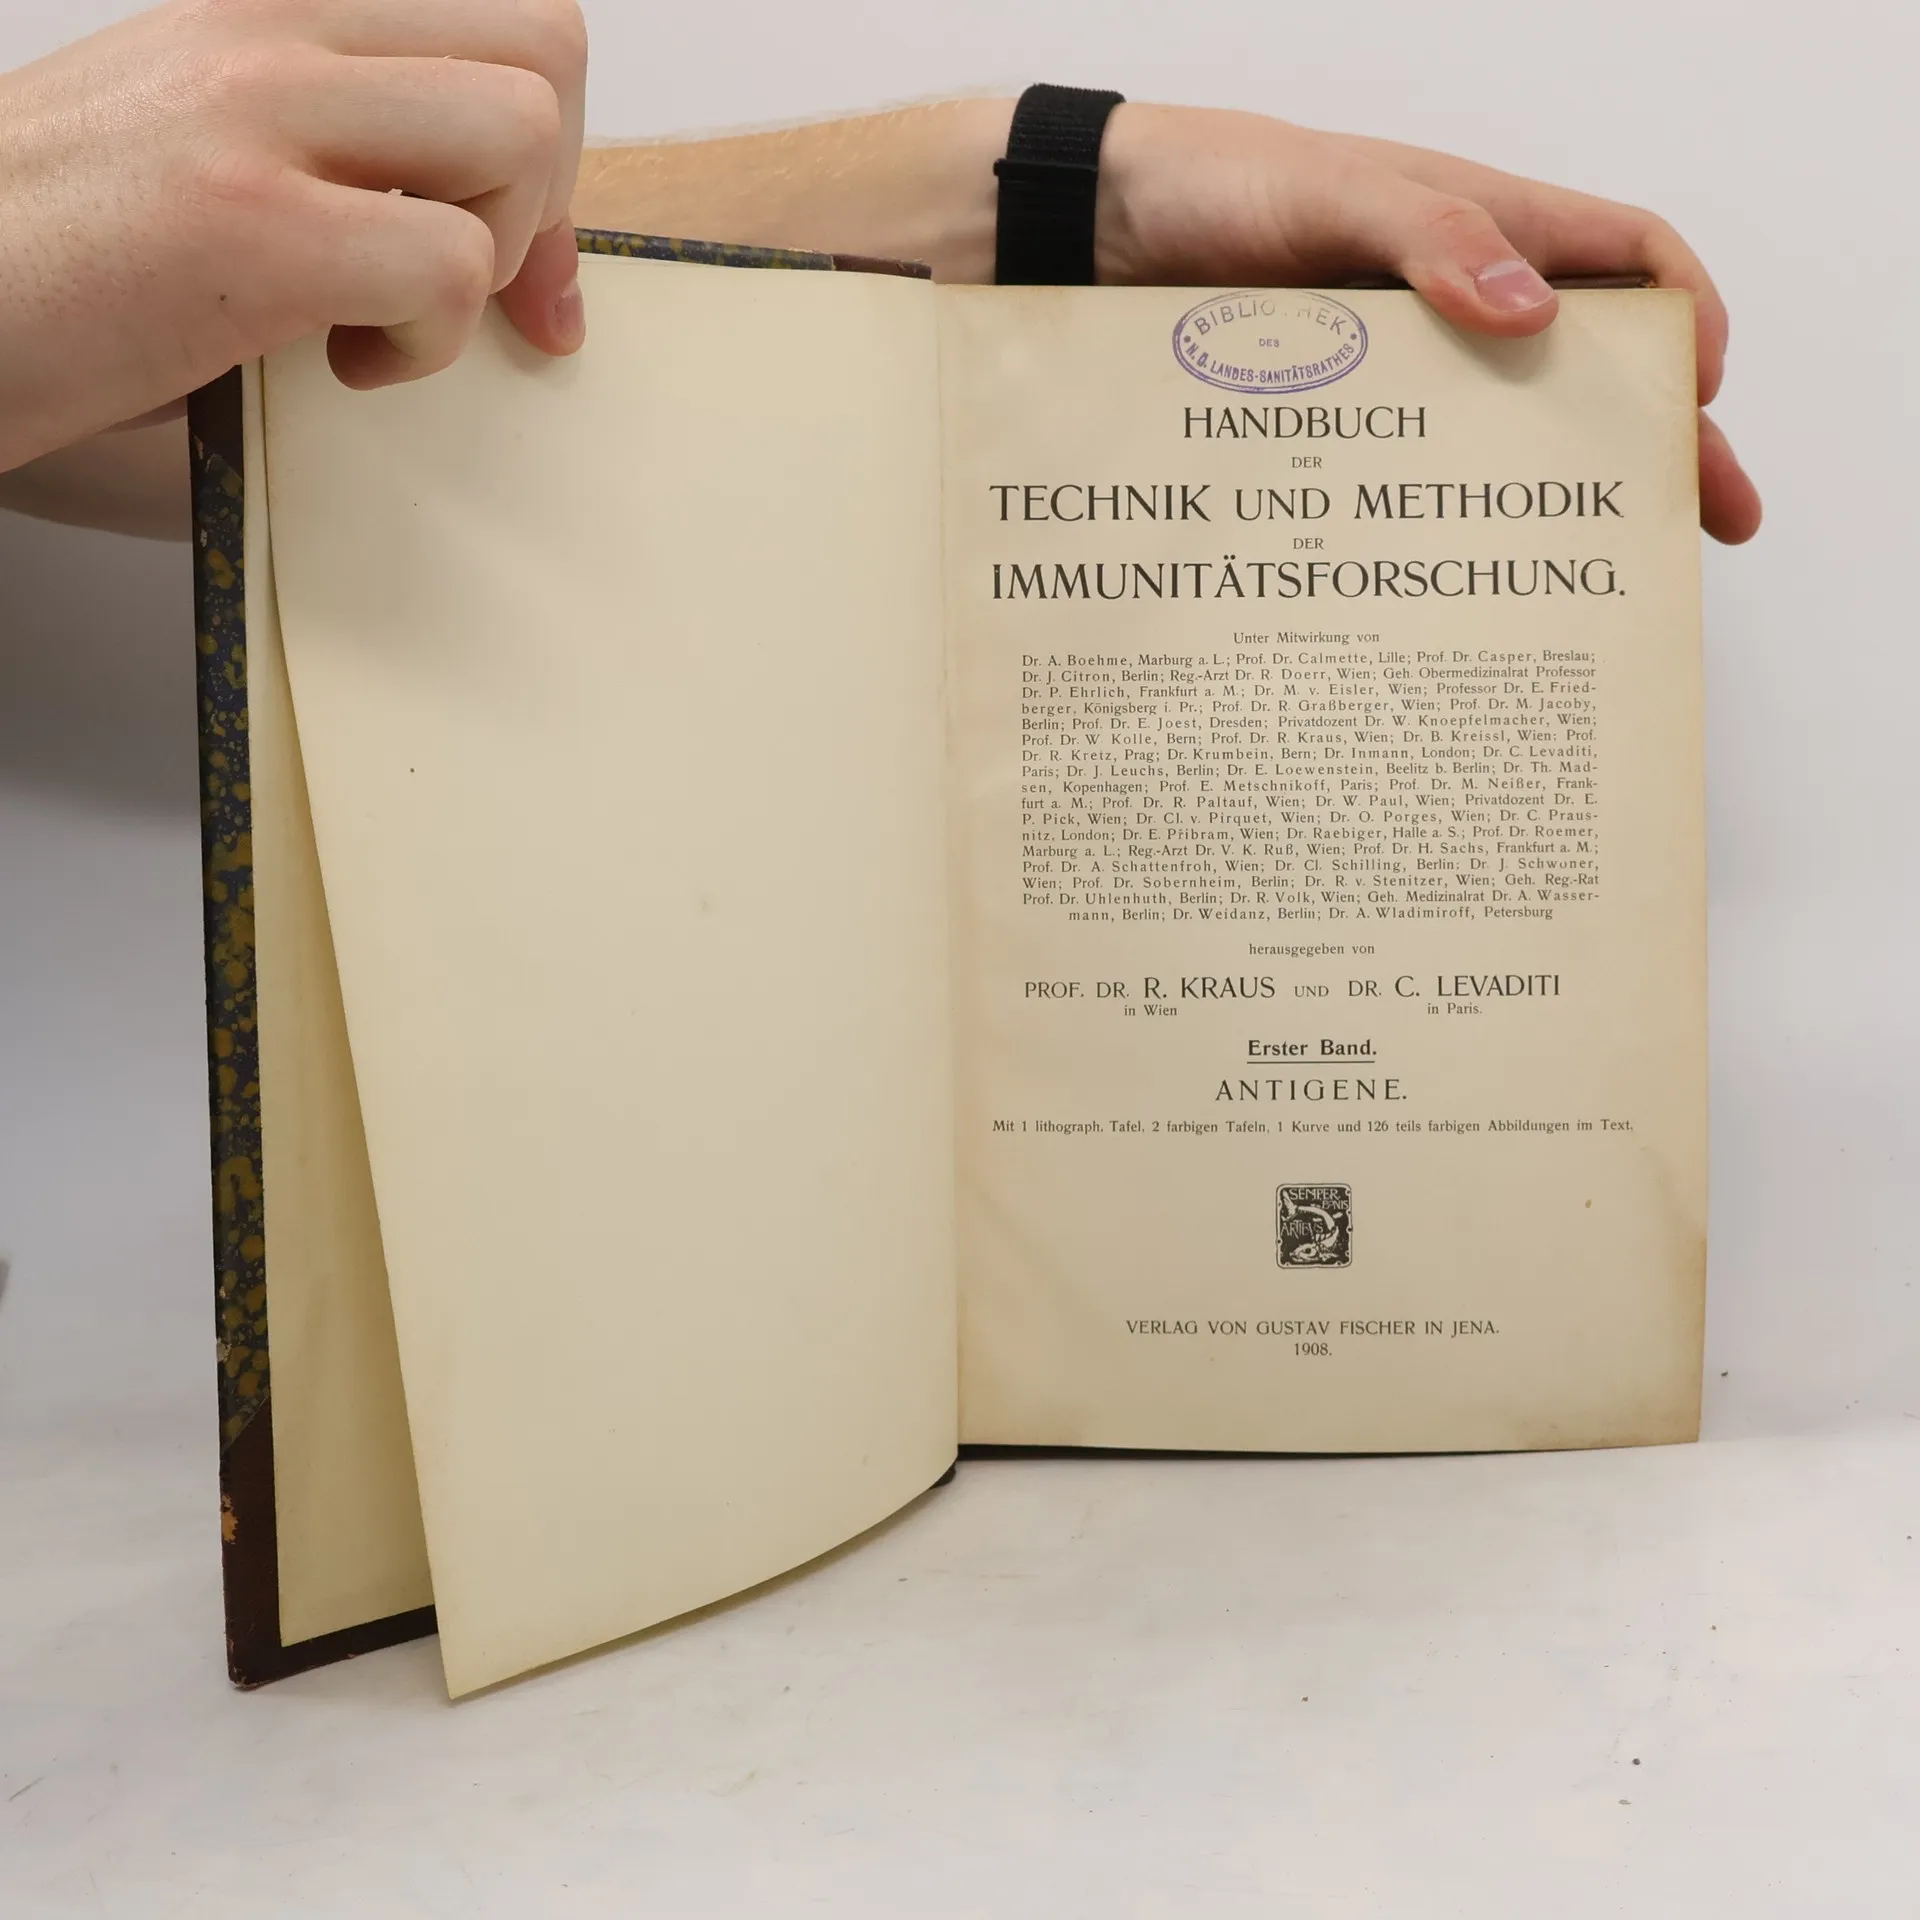 BIBLIO HEK
DES
N. Ö. LANDES-SANITÄTSRATHES
HANDBUCH
DER
TECHNIK UND METHODIK
DER
IMMUNITÄTSFORSCHUNG.
Unter Mitwirkung von
Dr. A. Boehme, Marburg a. L.; Prof. Dr. Calmette, Lille; Prof. Dr. Casper, Breslau;
Dr. J. Citron, Berlin; Reg.-Arzt Dr. R. Doerr, Wien; Geh. Obermedizinalrat Professor
Dr. P. Ehrlich, Frankfurt a. M.; Dr. M. v. Eisler, Wien; Professor Dr. E. Fried-
berger, Königsberg i. Pr.; Prof. Dr. R. Graßberger, Wien; Prof. Dr. M. Jacoby,
Berlin; Prof. Dr. E. Joest, Dresden; Privatdozent Dr. W. Knoepfelmacher, Wien;
Prof. Dr. W. Kolle, Bern; Prof. Dr. R. Kraus, Wien; Dr. B. Kreissl, Wien; Prof.
Dr. R. Kretz, Prag; Dr. Krumbein, Bern; Dr. Inmann, London; Dr. C. Levaditi,
Paris; Dr. J. Leuchs, Berlin; Dr. E. Loewenstein, Beelitz b. Berlin; Dr. Th. Mad-
sen, Kopenhagen; Prof. E. Metschnikoff, Paris; Prof. Dr. M. Neißer, Frank-
furt a. M.; Prof. Dr. R. Paltauf, Wien; Dr. W. Paul, Wien; Privatdozent Dr. E.
P. Pick, Wien; Dr. Cl. v. Pirquet, Wien; Dr. O. Porges, Wien; Dr. C. Praus-
nitz, London; Dr. E. Přibram, Wien; Dr. Raebiger, Halle a. S.; Prof. Dr. Roemer,
Marburg a. L.; Reg.-Arzt Dr. V. K. Ruß, Wien; Prof. Dr. H. Sachs, Frankfurt a. M.;
Prof. Dr. A. Schattenfroh, Wien; Dr. Cl. Schilling, Berlin; Dr. J. Schwoner,
Wien; Prof. Dr. Sobernheim, Berlin; Dr. R. v. Stenitzer, Wien; Geh. Reg.-Rat
Prof. Dr. Uhlenhuth, Berlin; Dr. R. Volk, Wien; Geh. Medizinalrat Dr. A. Wasser-
mann, Berlin; Dr. Weidanz, Berlin; Dr. A. Wladimiroff, Petersburg
herausgegeben von
PROF. DR. R. KRAUS UND DR. C. LEVADITI
in Wien in Paris.
Erster Band.
ANTIGENE.
Mit 1 lithograph. Tafel, 2 farbigen Tafeln, 1 Kurve und 126 teils farbigen Abbildungen im Text.
SEMPER
BONIS
ARTIBVS
VERLAG VON GUSTAV FISCHER IN JENA.
1908.